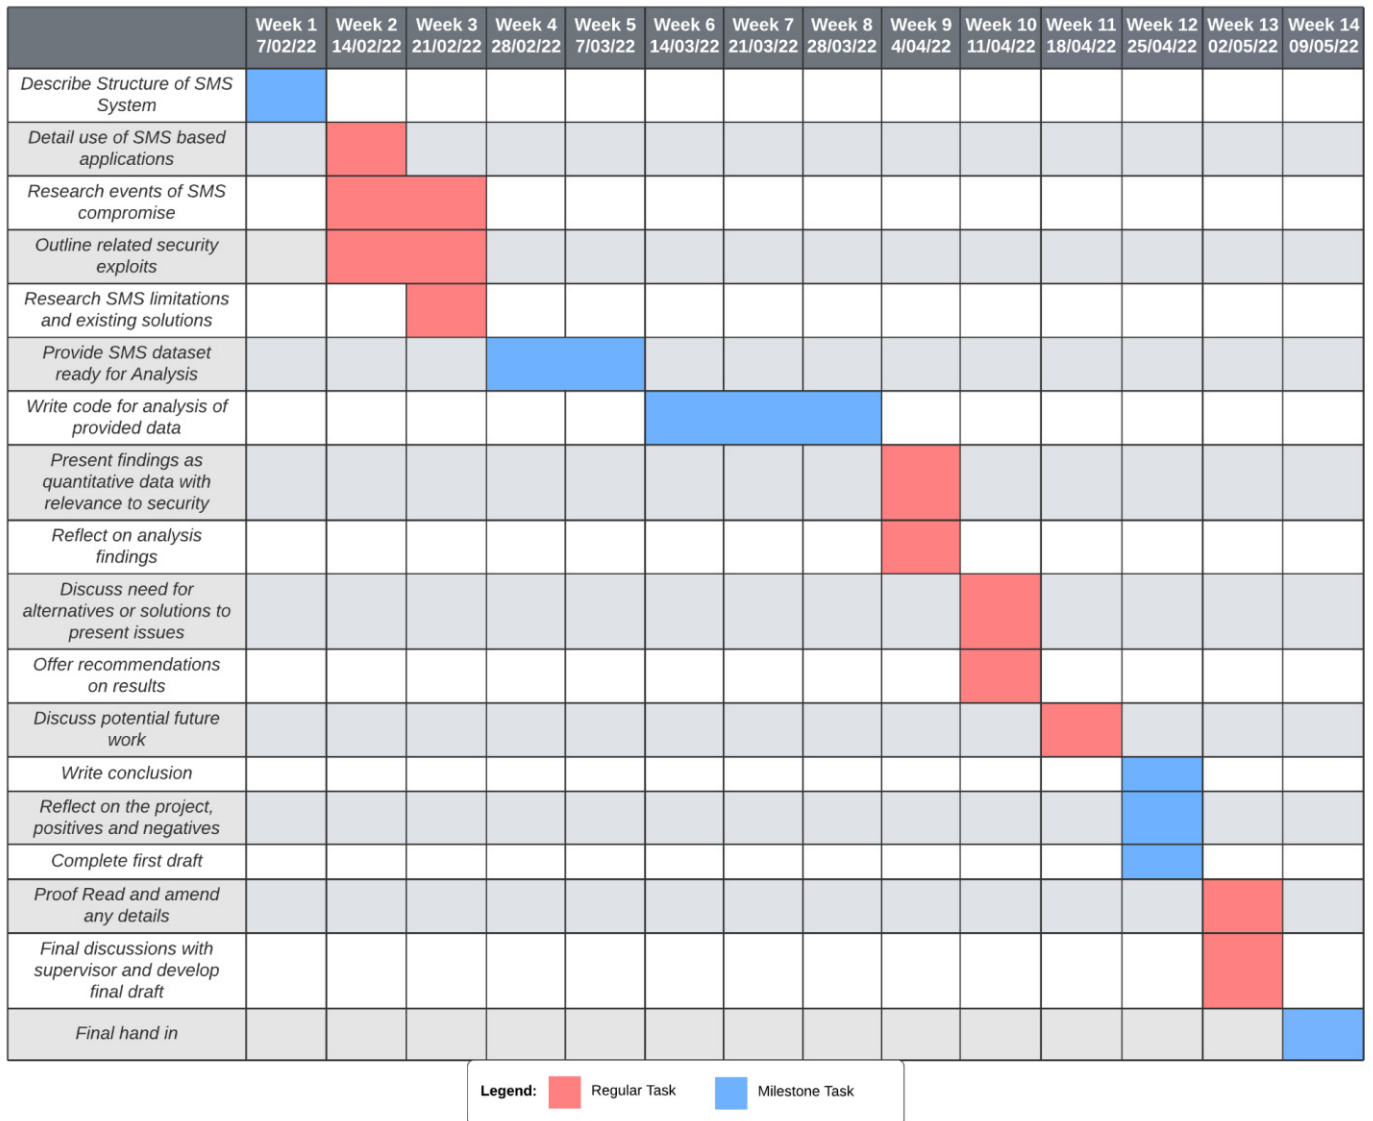 Week 1 Week 2 Week 3 Week 4 Week 5 Week 6 Week 7 Week 8 Week 9 Week 10 Week 11 Week 12 Week 13 Week 14
7/02/22 14/02/22 21/02/22 28/02/22 7/03/22 14/03/22 21/03/22 28/03/22 4/04/22 11/04/22 18/04/22 25/04/22 02/05/22 09/05/22
Describe Structure of SMS
System
Detail use of SMS based
applications
Research events of SMS
compromise
Outline related security
exploits
Research SMS limitations
and existing solutions
Provide SMS dataset
ready for Analysis
Write code for analysis of
provided data
Present findings as
quantitative data with
relevance to security
Reflect on analysis
findings
Discuss need for
alternatives or solutions to
present issues
Offer recommendations
on results
Discuss potential future
work
Write conclusion
Reflect on the project,
positives and negatives
Complete first draft
Proof Read and amend
any details
Final discussions with
supervisor and develop
final draft
Final hand in
Legend: Regular Task Milestone Task